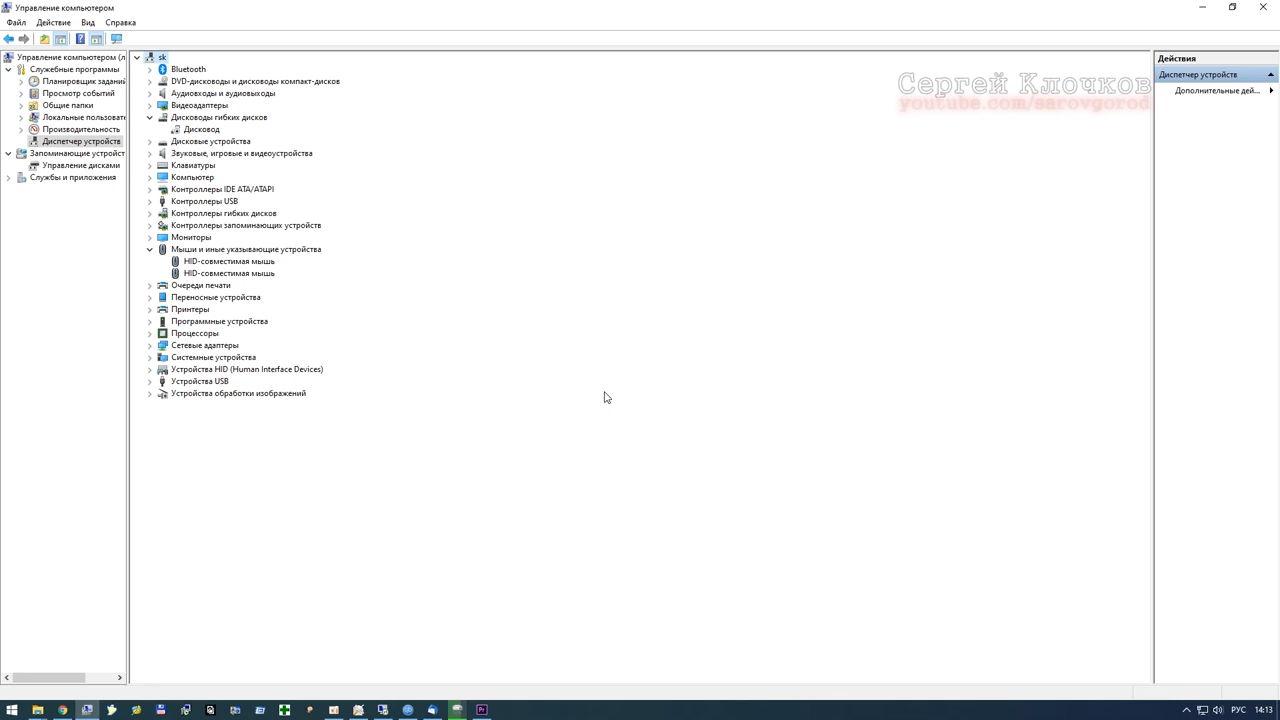 Управление компьютером
Файл Действие Вид Справка
Управление компьютером (л
Служебные программы
Планировщик заданий
Просмотр событий
Общие папки
Локальные пользоват
Производительность
Диспетчер устройств
Запоминающие устройст
Управление дисками
Службы и приложения
sk
Bluetooth
DVD-дисководы и дисководы компакт-дисков
Аудиовходы и аудиовыходы
Видеоадаптеры
Дисководы гибких дисков
Дисковод
Дисковые устройства
Звуковые, игровые и видеоустройства
Клавиатуры
Компьютер
Контроллеры IDE ATA/ATAPI
Контроллеры USB
Контроллеры гибких дисков
Контроллеры запоминающих устройств
Мониторы
Мыши и иные указывающие устройства
HID-совместимая мышь
HID-совместимая мышь
Очереди печати
Переносные устройства
Принтеры
Программные устройства
Процессоры
Сетевые адаптеры
Системные устройства
Устройства HID (Human Interface Devices)
Устройства USB
Устройства обработки изображений
Сергей Клочков
youtube.com/sarovgorod
Действия
Диспетчер устройств
Дополнительные дей...
Pr
РУС 14:13